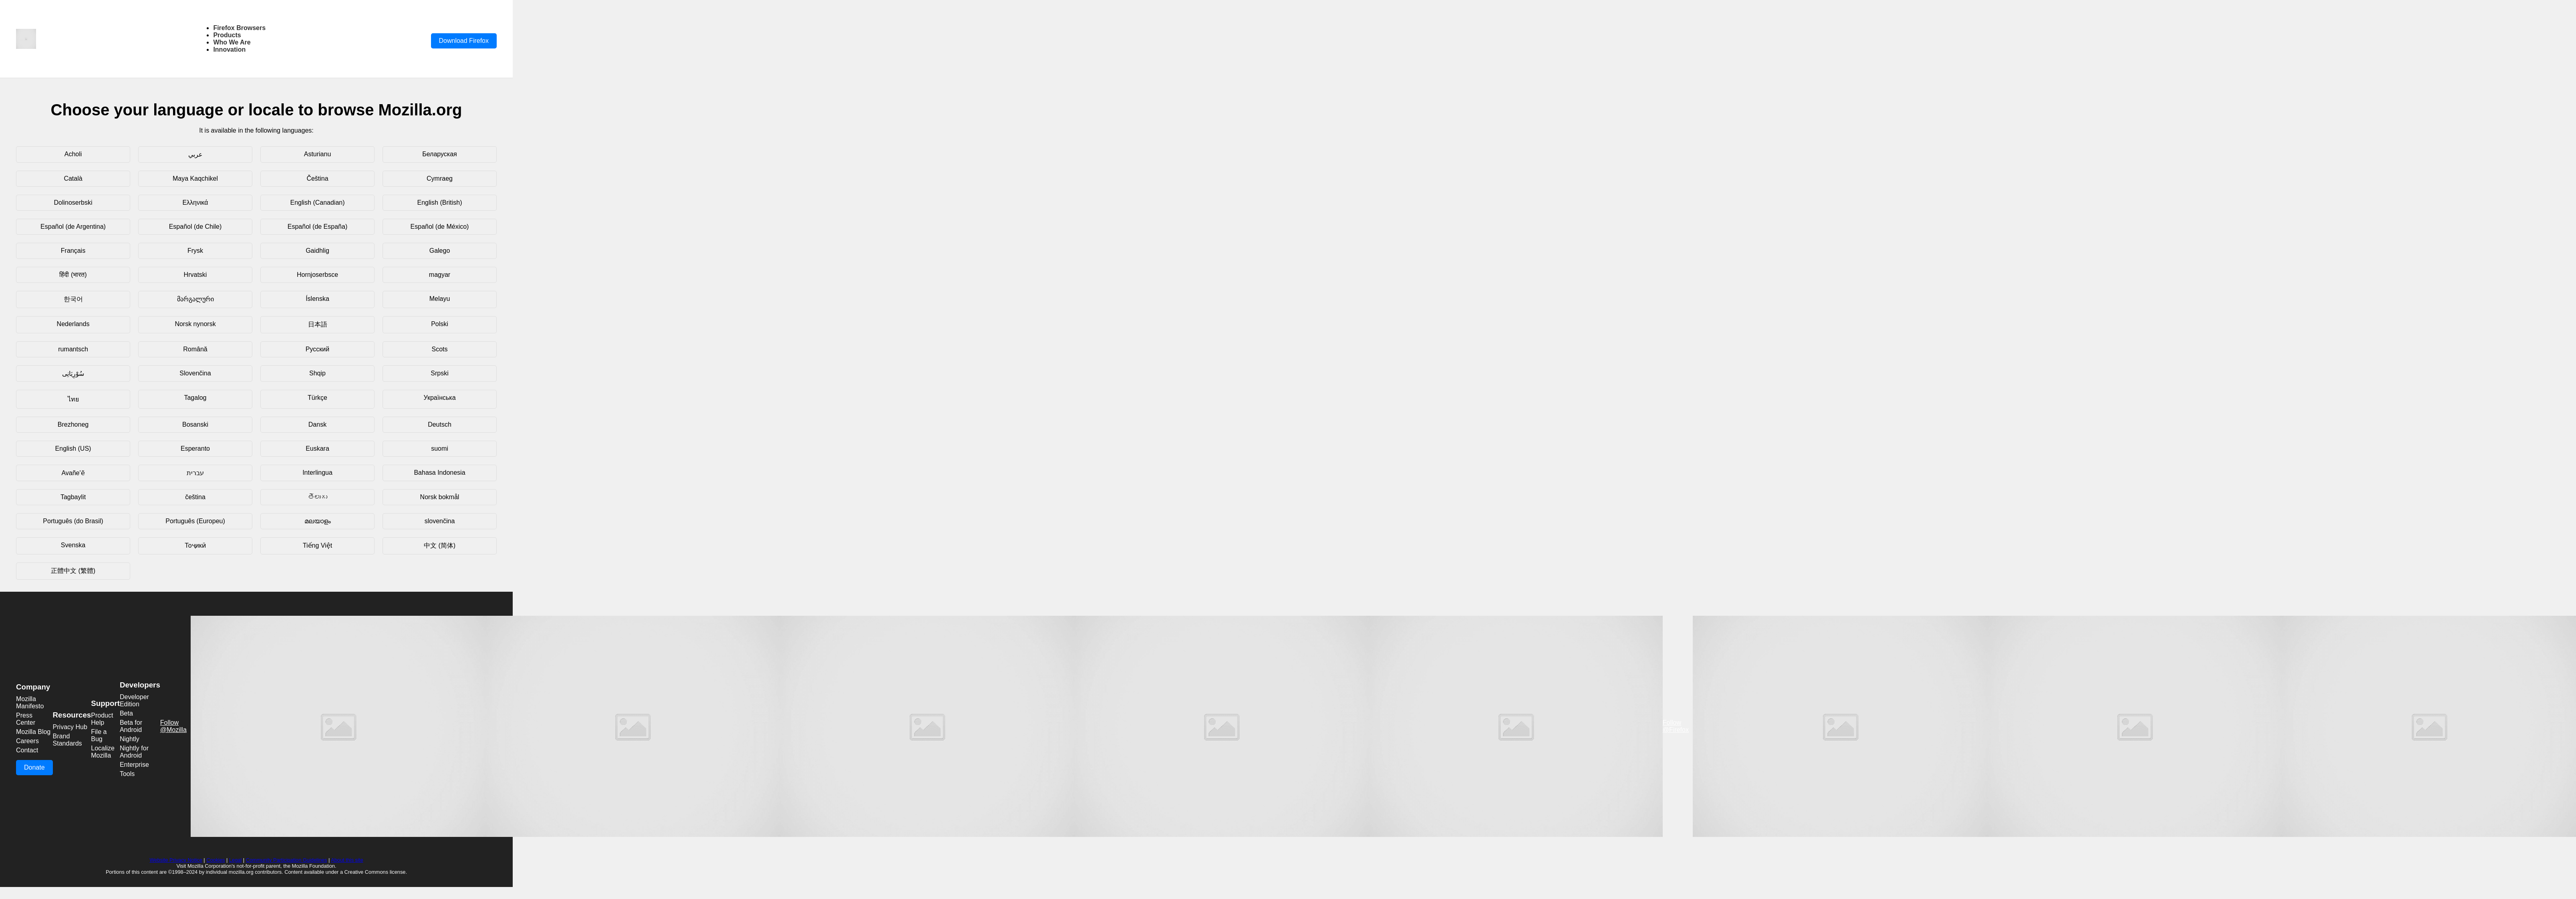 Firefox Browsers
Products
Who We Are
Innovation
Download Firefox
Choose your language or locale to browse Mozilla.org
It is available in the following languages:
Acholi
عربي
Asturianu
Беларуская
Català
Maya Kaqchikel
Čeština
Cymraeg
Dolnoserbski
Ελληνικά
English (Canadian)
English (British)
Español (de Argentina)
Español (de Chile)
Español (de España)
Español (de México)
Français
Frysk
Gaidhlig
Galego
हिंदी (भारत)
Hrvatski
Hornjoserbsce
magyar
한국어
მარგალური
Íslenska
Melayu
Nederlands
Norsk nynorsk
日本語
Polski
rumantsch
Română
Русский
Scots
Slovenčina
Shqip
Srpski
ไทย
Tagalog
Türkçe
Українська
Brezhoneg
Bosanski
Dansk
Deutsch
English (US)
Esperanto
Euskara
suomi
Avañe'ẽ
עברית
Interlingua
Bahasa Indonesia
Tagbaylit
čeština
Norsk bokmål
Português (do Brasil)
Português (Europeu)
മലയാളം
slovenčina
Svenska
Tiếng Việt
中文 (简体)
正體中文 (繁體)
Company
Mozilla
Manifesto
Press
Center
Mozilla Blog
Careers
Contact
Donate
Resources
Privacy Hub
Brand
Standards
Support
Product
Help
File a
Bug
Localize
Mozilla
Developers
Developer
Edition
Beta
Beta for
Android
Nightly
Nightly for
Android
Enterprise
Tools
Follow
@Mozilla
Visit Mozilla Corporation's not-for-profit parent, the Mozilla Foundation.
Portions of this content are ©1998–2024 by individual mozilla.org contributors. Content available under a Creative Commons license.